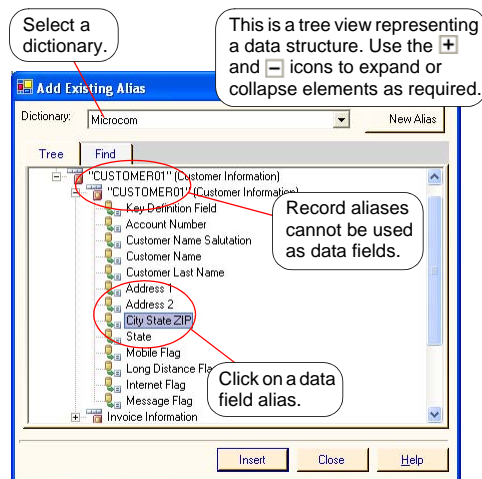 Select a
dictionary.
This is a tree view representing
a data structure. Use the +
and − icons to expand or
collapse elements as required.
Add Existing Alias
Dictionary:
Microcom
New Alias
Tree
Find
"CUSTOMER01" (Customer Information)
"CUSTOMER01" (Customer Information)
Key Definition Field
Account Number
Customer Name Salutation
Customer Name
Customer Last Name
Address 1
Address 2
City State ZIP
State
Mobile Flag
Long Distance Fla
Internet Flag
Message Flag
Invoice Information
Record aliases
cannot be used
as data fields.
Click on a data
field alias.
Insert
Close
Help